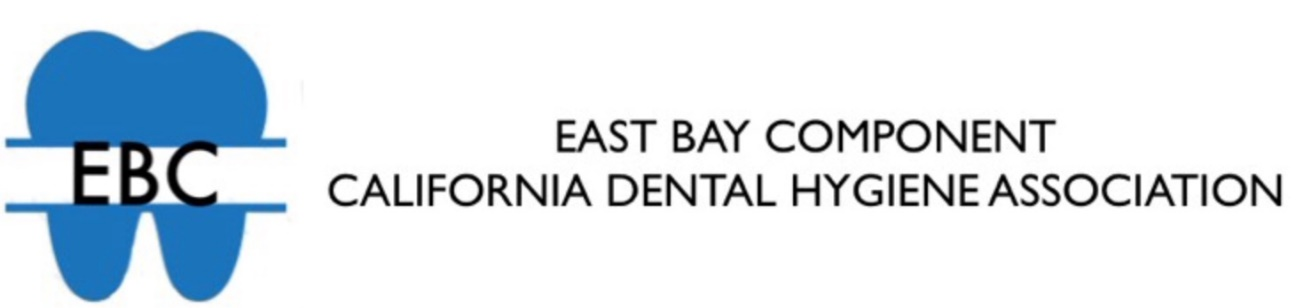 EBC
EAST BAY COMPONENT
CALIFORNIA DENTAL HYGIENE ASSOCIATION